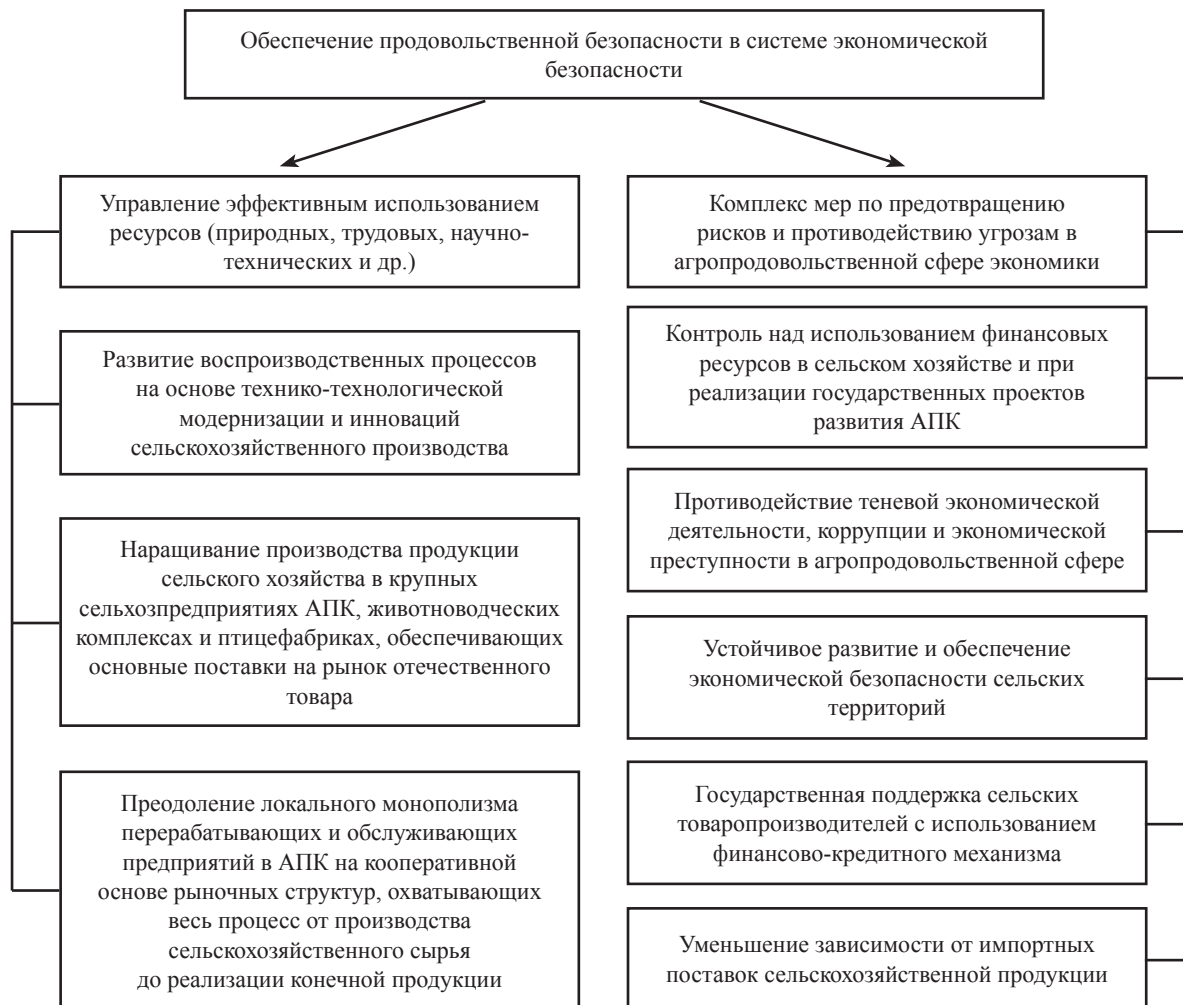 Обеспечение продовольственной безопасности в системе экономической
безопасности
Управление эффективным использованием
ресурсов (природных, трудовых, научно-
технических и др.)
Развитие воспроизводственных процессов
на основе технико-технологической
модернизации и инноваций
сельскохозяйственного производства
Наращивание производства продукции
сельского хозяйства в крупных
сельхозпредприятиях АПК, животноводческих
комплексах и птицефабриках, обеспечивающих
основные поставки на рынок отечественного
товара
Преодоление локального монополизма
перерабатывающих и обслуживающих
предприятий в АПК на кооперативной
основе рыночных структур, охватывающих
весь процесс от производства
сельскохозяйственного сырья
до реализации конечной продукции
Комплекс мер по предотвращению
рисков и противодействию угрозам в
агропродовольственной сфере экономики
Контроль над использованием финансовых
ресурсов в сельском хозяйстве и при
реализации государственных проектов
развития АПК
Противодействие теневой экономической
деятельности, коррупции и экономической
преступности в агропродовольственной сфере
Устойчивое развитие и обеспечение
экономической безопасности сельских
территорий
Государственная поддержка сельских
товаропроизводителей с использованием
финансово-кредитного механизма
Уменьшение зависимости от импортных
поставок сельскохозяйственной продукции